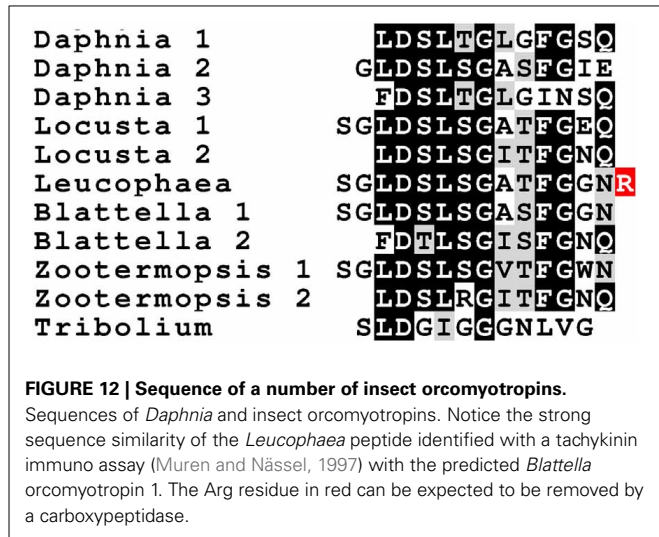 Daphnia 1 LDSLTGLGFGSQ
Daphnia 2 GLDSLSGASFGIE
Daphnia 3 FDSLTGLGINSQ
Locusta 1 SGLDSLSGATFGEQ
Locusta 2 LDSLSGITFGNQ
Leucophaea SGLDSLSGATFGGNR
Blattella 1 SGLDSLSGASFGGN
Blattella 2 FDTLSGISFGNQ
Zootermopsis 1 SGLDSLSGVTFGWN
Zootermopsis 2 LDSLRGITFGNQ
Tribolium SLDGIGGGNLVG
FIGURE 12 | Sequence of a number of insect orcomyotropins.
Sequences of Daphnia and insect orcomyotropins. Notice the strong
sequence similarity of the Leucophaea peptide identified with a tachykinin
immuno assay (Muren and Nässel, 1997) with the predicted Blattella
orcomyotropin 1. The Arg residue in red can be expected to be removed by
a carboxypeptidase.